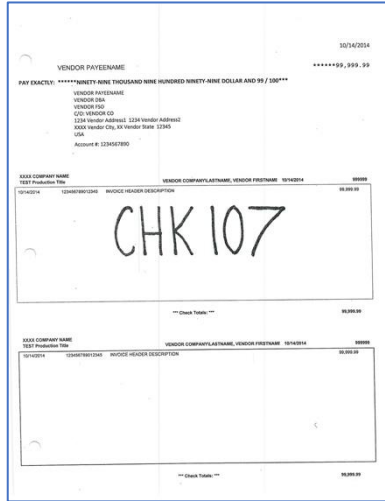 10/14/2014
VENDOR PAYEENAME ******99,999.99
PAY EXACTLY: ******NINETY-NINE THOUSAND NINE HUNDRED NINETY-NINE DOLLAR AND 99 / 100***
VENDOR PAYEENAME
VENDOR DBA
VENDOR FSO
C/O: VENDOR CO
1234 Vendor Address1 1234 Vendor Address2
XXXX Vendor City, XX Vendor State 12345
USA
Account #: 1234567890
XXXX COMPANY NAME
TEST Production Title VENDOR COMPANY/LASTNAME, VENDOR FIRSTNAME 10/14/2014 999999
10/14/2014 123456789012345 INVOICE HEADER DESCRIPTION 99,999.99
CHK 107
*** Check Totals: *** 99,999.99
XXXX COMPANY NAME
TEST Production Title VENDOR COMPANY/LASTNAME, VENDOR FIRSTNAME 10/14/2014 999999
10/14/2014 123456789012345 INVOICE HEADER DESCRIPTION 99,999.99
*** Check Totals: *** 99,999.99